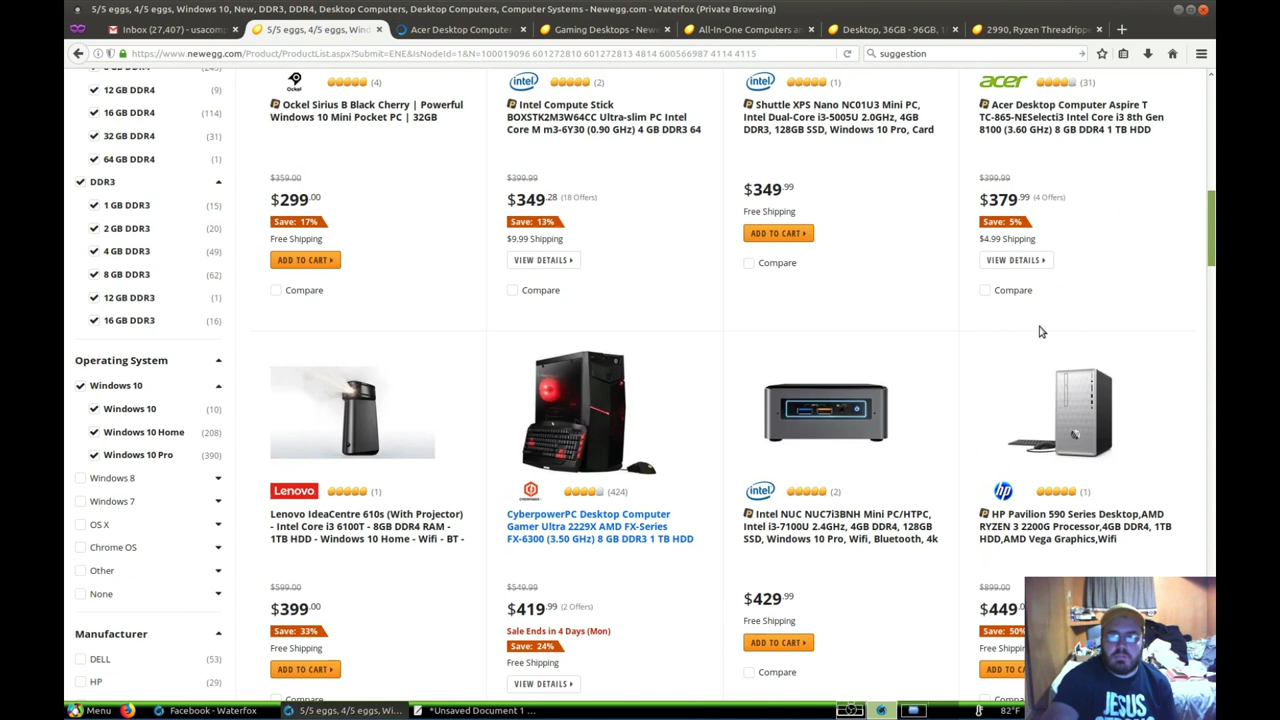 5/5 eggs, 4/5 eggs, Windows 10, New, DDR3, DDR4, Desktop Computers, Desktop Computers, Computer Systems - Newegg.com - Waterfox (Private Browsing)
Inbox (27,407) - usacom
5/5 eggs, 4/5 eggs, Wind
Acer Desktop Computer
Gaming Desktops - Newe
All-In-One Computers an
Desktop, 36GB - 96GB, 1
2990, Ryzen Threadripp
https://www.newegg.com/Product/ProductList.aspx?Submit=ENE&IsNodeId=1&N=100019096 601272810 601272813 4814 600566987 4114 4115
suggestion
12 GB DDR4 (9)
16 GB DDR4 (114)
32 GB DDR4 (31)
64 GB DDR4 (1)
DDR3
1 GB DDR3 (15)
2 GB DDR3 (20)
4 GB DDR3 (49)
8 GB DDR3 (62)
12 GB DDR3 (1)
16 GB DDR3 (16)
Operating System
Windows 10
Windows 10 (10)
Windows 10 Home (208)
Windows 10 Pro (390)
Windows 8
Windows 7
OS X
Chrome OS
Other
None
Manufacturer
DELL (53)
HP (29)
Ockel
(4)
Ockel Sirius B Black Cherry | Powerful
Windows 10 Mini Pocket PC | 32GB
$359.00
$299.00
Save: 17%
Free Shipping
ADD TO CART
Compare
intel
(2)
Intel Compute Stick
BOXSTK2M3W64CC Ultra-slim PC Intel
Core M m3-6Y30 (0.90 GHz) 4 GB DDR3 64
$399.99
$349.28 (18 Offers)
Save: 13%
$9.99 Shipping
VIEW DETAILS
Compare
intel
(1)
Shuttle XPS Nano NC01U3 Mini PC,
Intel Dual-Core i3-5005U 2.0GHz, 4GB
DDR3, 128GB SSD, Windows 10 Pro, Card
$349.99
Free Shipping
ADD TO CART
Compare
acer
(31)
Acer Desktop Computer Aspire T
TC-865-NESelecti3 Intel Core i3 8th Gen
8100 (3.60 GHz) 8 GB DDR4 1 TB HDD
$399.99
$379.99 (4 Offers)
Save: 5%
$4.99 Shipping
VIEW DETAILS
Compare
Lenovo
(1)
Lenovo IdeaCentre 610s (With Projector)
- Intel Core i3 6100T - 8GB DDR4 RAM -
1TB HDD - Windows 10 Home - Wifi - BT -
$599.00
$399.00
Save: 33%
Free Shipping
ADD TO CART
(424)
CyberpowerPC Desktop Computer
Gamer Ultra 2229X AMD FX-Series
FX-6300 (3.50 GHz) 8 GB DDR3 1 TB HDD
$549.99
$419.99 (2 Offers)
Sale Ends in 4 Days (Mon)
Save: 24%
Free Shipping
VIEW DETAILS
intel
(2)
Intel NUC NUC7i3BNH Mini PC/HTPC,
Intel i3-7100U 2.4GHz, 4GB DDR4, 128GB
SSD, Windows 10 Pro, Wifi, Bluetooth, 4k
$429.99
Free Shipping
ADD TO CART
Compare
hp
(1)
HP Pavilion 590 Series Desktop,AMD
RYZEN 3 2200G Processor,4GB DDR4, 1TB
HDD,AMD Vega Graphics,Wifi
$899.00
$449
Save: 50%
Free Shipp
ADD TO CA
Comp
JESUS
Menu
Facebook - Waterfox
5/5 eggs, 4/5 eggs, Wi...
*Unsaved Document 1 ...
82°F